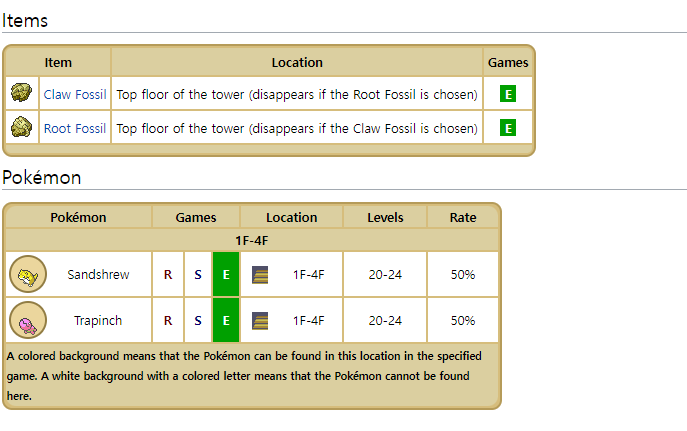 Items
Item Location Games
Claw Fossil Top floor of the tower (disappears if the Root Fossil is chosen) E
Root Fossil Top floor of the tower (disappears if the Claw Fossil is chosen) E
Pokémon
Pokémon Games Location Levels Rate
1F-4F
Sandshrew R S E 1F-4F 20-24 50%
Trapinch R S E 1F-4F 20-24 50%
A colored background means that the Pokémon can be found in this location in the specified
game. A white background with a colored letter means that the Pokémon cannot be found
here.